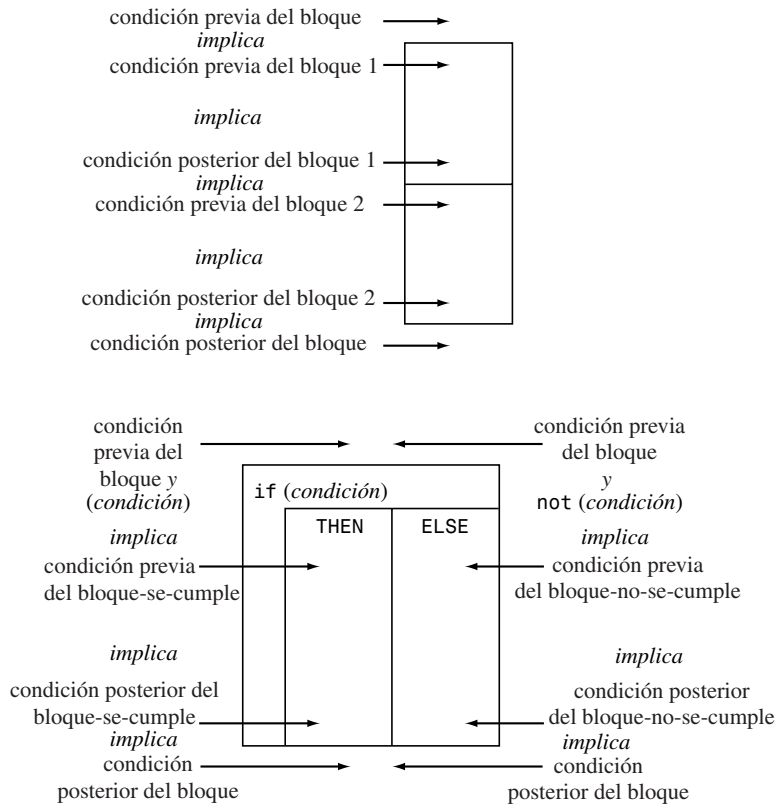 condición previa del bloque
implica
condición previa del bloque 1
implica
condición posterior del bloque 1
implica
condición previa del bloque 2
implica
condición posterior del bloque 2
implica
condición posterior del bloque
condición
previa del
bloque y
(condición)
implica
condición previa
del bloque-se-cumple
implica
condición posterior del
bloque-se-cumple
implica
condición
posterior del bloque
if (condición)
THEN
ELSE
condición previa
del bloque
y
not (condición)
implica
condición previa
del bloque-no-se-cumple
implica
condición posterior
del bloque-no-se-cumple
implica
condición
posterior del bloque